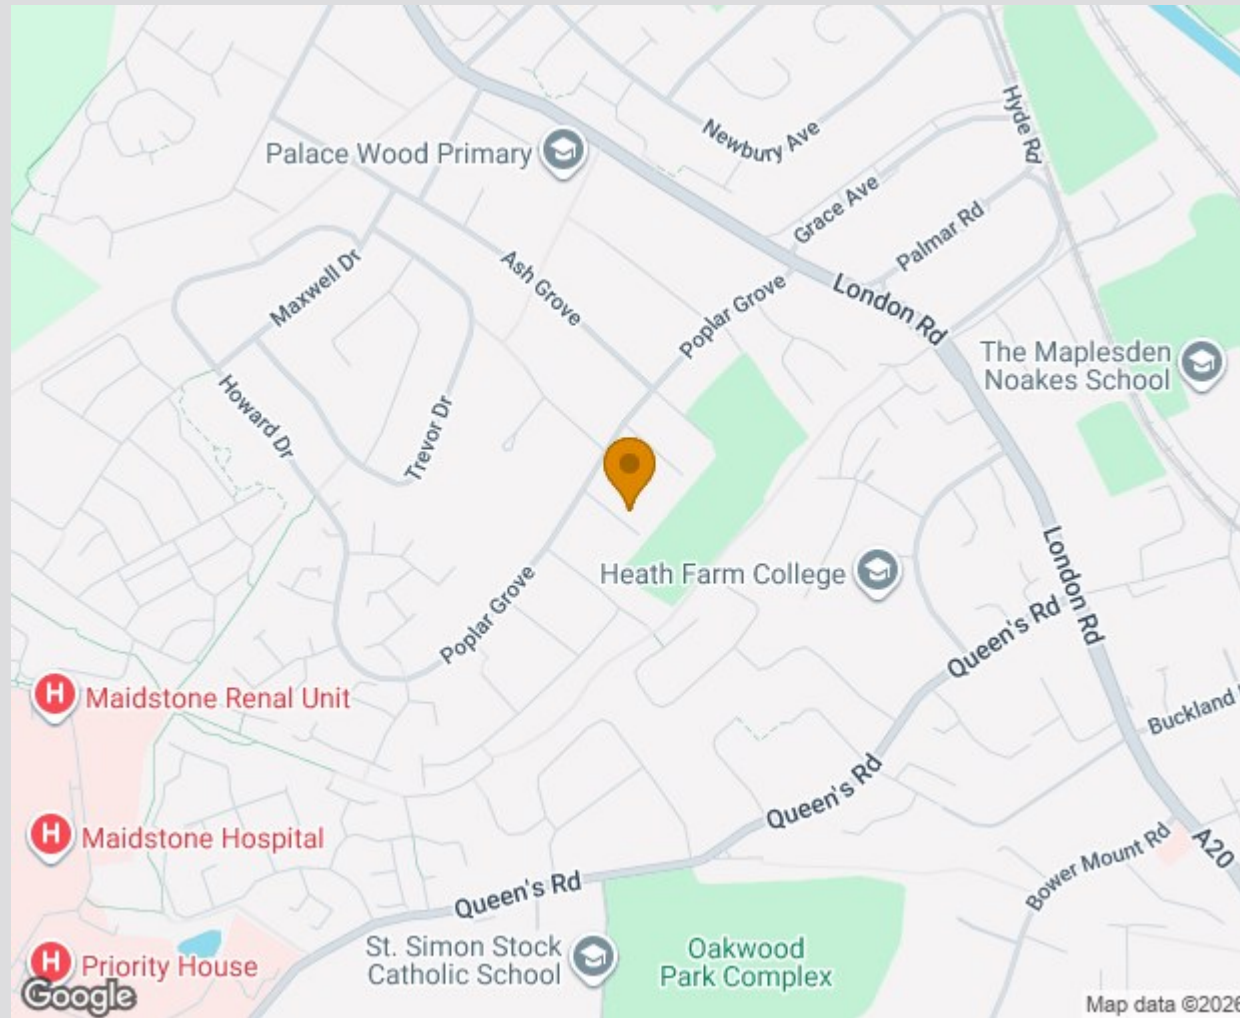 Hyde Rd
Newbury Ave
Palace Wood Primary
Grace Ave
Palmar Rd
Maxwell Dr
Ash Grove
Poplar Grove
London Rd
The Maplesden
Noakes School
Howard Dr
Trevor Dr
Heath Farm College
London Rd
Poplar Grove
Queen's Rd
Maidstone Renal Unit
Buckland
Queen's Rd
Maidstone Hospital
Bower Mount Rd
A20
Queen's Rd
St. Simon Stock
Catholic School
Oakwood
Park Complex
Priority House
Google
Map data ©2026
H
H
H